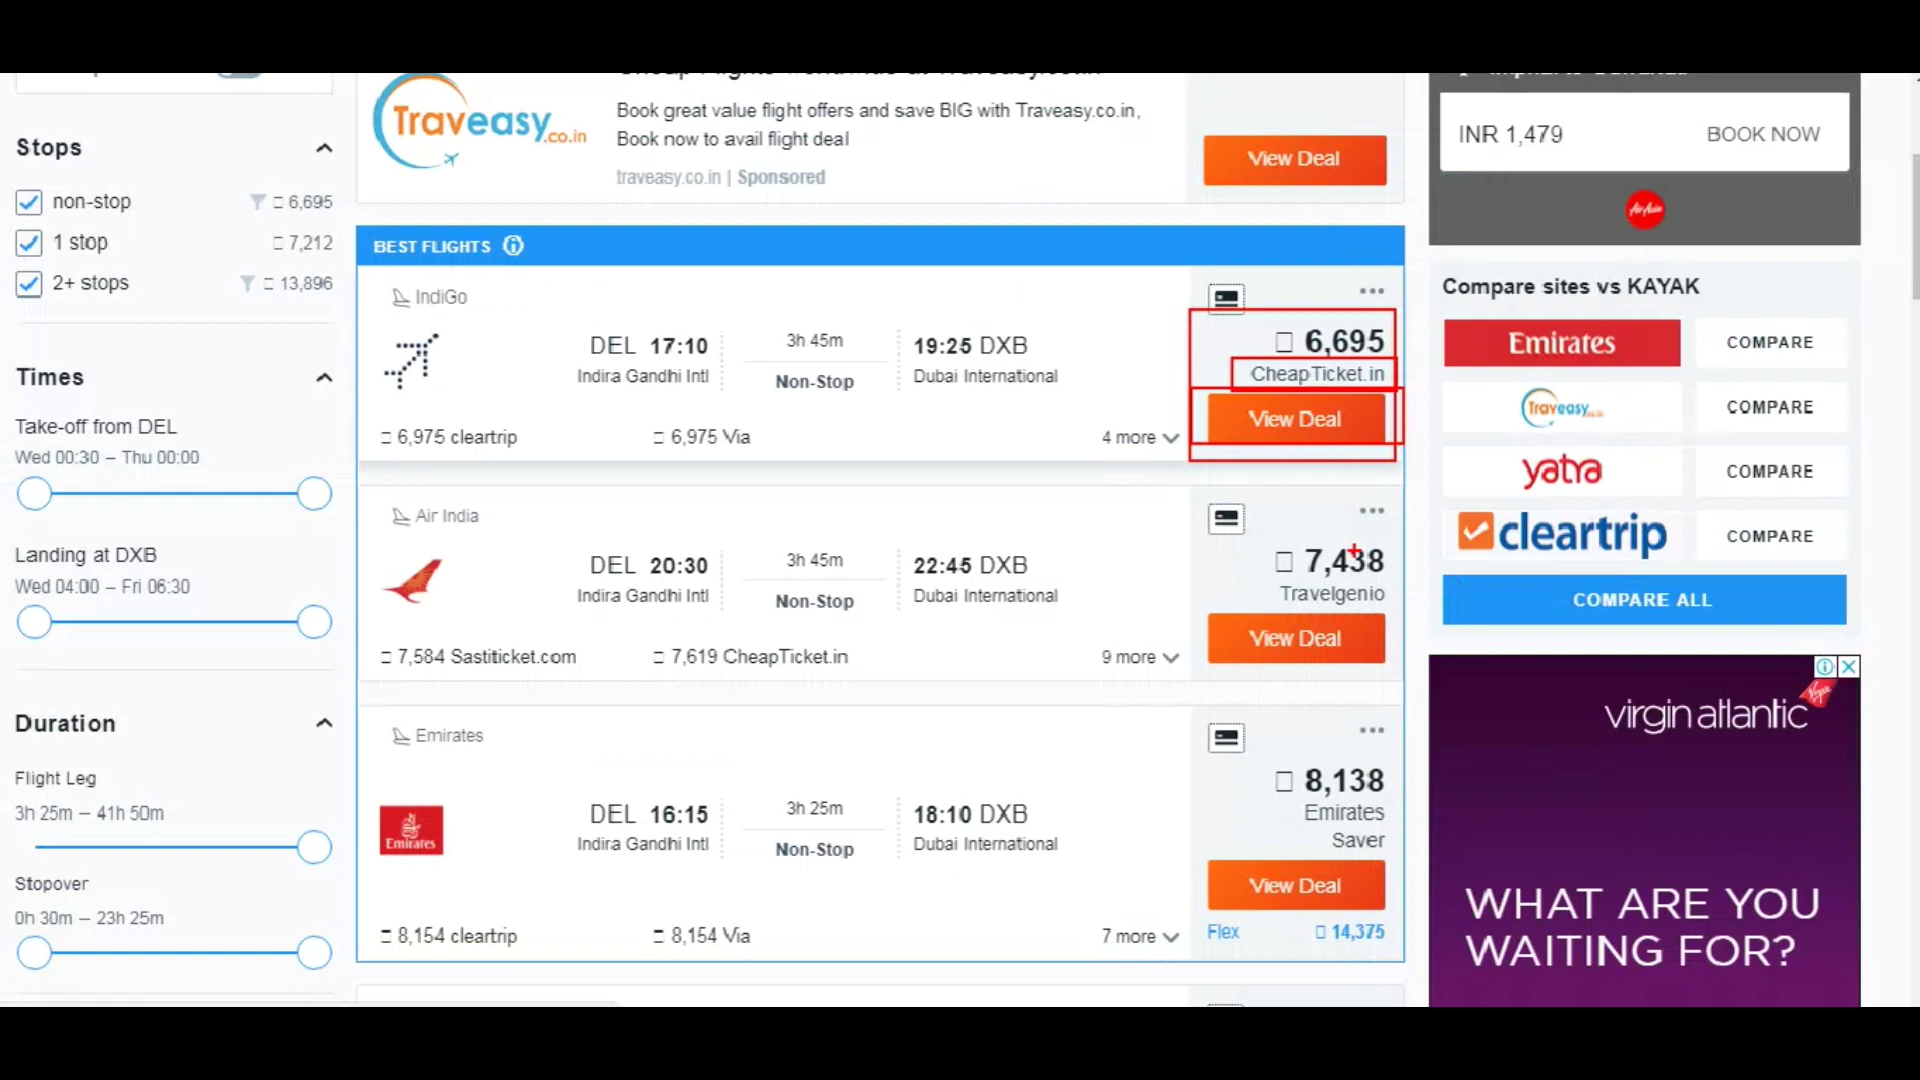 Traveasy.co.in
Book great value flight offers and save BIG with Traveasy.co.in,
Book now to avail flight deal
traveasy.co.in | Sponsored
View Deal
INR 1,479
BOOK NOW
AirAsia
Stops
non-stop 6,695
1 stop 7,212
2+ stops 13,896
Times
Take-off from DEL
Wed 00:30 – Thu 00:00
Landing at DXB
Wed 04:00 – Fri 06:30
Duration
Flight Leg
3h 25m – 41h 50m
Stopover
0h 30m – 23h 25m
BEST FLIGHTS
IndiGo
DEL 17:10
Indira Gandhi Intl
3h 45m
Non-Stop
19:25 DXB
Dubai International
6,695
CheapTicket.in
View Deal
6,975 cleartrip
6,975 Via
4 more
Air India
DEL 20:30
Indira Gandhi Intl
3h 45m
Non-Stop
22:45 DXB
Dubai International
7,438
Travelgenio
View Deal
7,584 Sastiticket.com
7,619 CheapTicket.in
9 more
Emirates
Emirates
DEL 16:15
Indira Gandhi Intl
3h 25m
Non-Stop
18:10 DXB
Dubai International
8,138
Emirates
Saver
View Deal
Flex 14,375
8,154 cleartrip
8,154 Via
7 more
Compare sites vs KAYAK
Emirates COMPARE
Traveasy COMPARE
yatra COMPARE
cleartrip COMPARE
COMPARE ALL
virgin atlantic
WHAT ARE YOU
WAITING FOR?